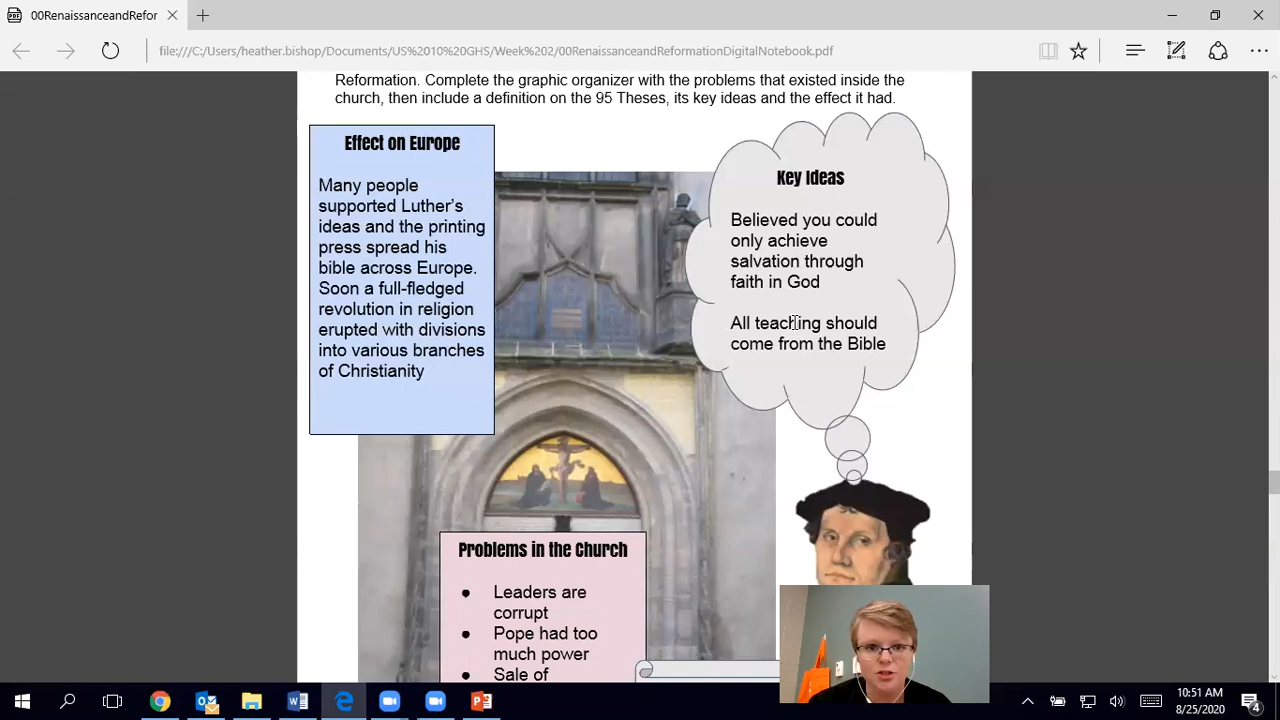 00RenaissanceandRefor
file:///C:/Users/heather.bishop/Documents/US%2010%20GHS/Week%202/00RenaissanceandReformationDigitalNotebook.pdf
Reformation. Complete the graphic organizer with the problems that existed inside the
church, then include a definition on the 95 Theses, its key ideas and the effect it had.
Effect on Europe
Many people
supported Luther's
ideas and the printing
press spread his
bible across Europe.
Soon a full-fledged
revolution in religion
erupted with divisions
into various branches
of Christianity
Key Ideas
Believed you could
only achieve
salvation through
faith in God
All teaching should
come from the Bible
Problems in the Church
● Leaders are
corrupt
● Pope had too
much power
● Sale of
10:51 AM
8/25/2020
4